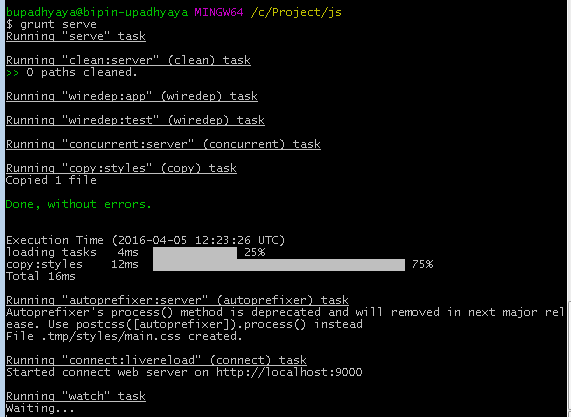 bupadhyaya@bipin-upadhyaya MINGW64 /c/Project/js
$ grunt serve
Running "serve" task
Running "clean:server" (clean) task
>> 0 paths cleaned.
Running "wiredep:app" (wiredep) task
Running "wiredep:test" (wiredep) task
Running "concurrent:server" (concurrent) task
Running "copy:styles" (copy) task
Copied 1 file
Done, without errors.
Execution Time (2016-04-05 12:23:26 UTC)
loading tasks 4ms 25%
copy:styles 12ms 75%
Total 16ms
Running "autoprefixer:server" (autoprefixer) task
Autoprefixer's process() method is deprecated and will removed in next major rel
ease. Use postcss([autoprefixer]).process() instead
File .tmp/styles/main.css created.
Running "connect:livereload" (connect) task
Started connect web server on http://localhost:9000
Running "watch" task
Waiting...